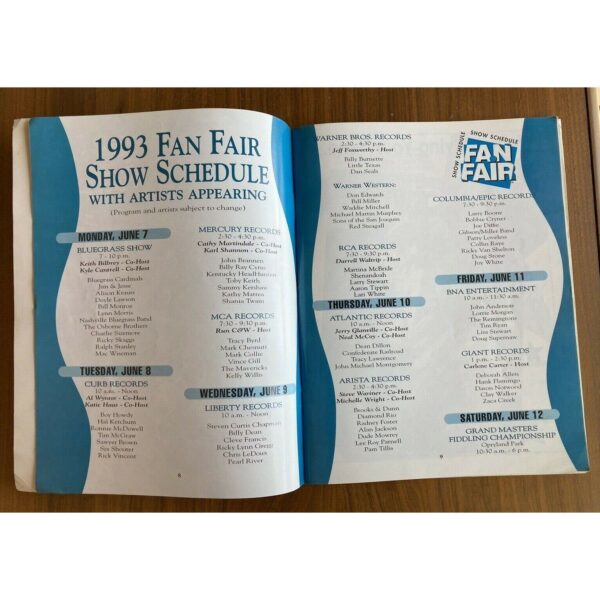 1993 FAN FAIR
SHOW SCHEDULE
WITH ARTISTS APPEARING
(Program and artists subject to change)
MONDAY, JUNE 7
BLUEGRASS SHOW
7 - 10 p.m.
Keith Bilbrey - Co-Host
Kyle Cantrell - Co-Host
Bluegrass Cardinals
Jim & Jesse
Alison Krauss
Doyle Lawson
Bill Monroe
Lynn Morris
Nashville Bluegrass Band
The Osborne Brothers
Charlie Sizemore
Ricky Skaggs
Ralph Stanley
Mac Wiseman
TUESDAY, JUNE 8
CURB RECORDS
10 a.m. - Noon
Al Wynter - Co-Host
Katie Haas - Co-Host
Boy Howdy
Hal Ketchum
Ronnie McDowell
Tim McGraw
Sawyer Brown
Six Shooter
Rick Vincent
MERCURY RECORDS
2:30 - 4:30 p.m.
Cathy Martindale - Co-Host
Karl Shannon - Co-Host
John Brannen
Billy Ray Cyrus
Kentucky HeadHunters
Toby Keith
Sammy Kershaw
Kathy Mattea
Shania Twain
MCA RECORDS
7:30 - 9:30 p.m.
Run C&W - Host
Tracy Byrd
Mark Chesnutt
Mark Collie
Vince Gill
The Mavericks
Kelly Willis
WEDNESDAY, JUNE 9
LIBERTY RECORDS
10 a.m. - Noon
Steven Curtis Chapman
Billy Dean
Cleve Francis
Ricky Lynn Gregg
Chris LeDoux
Pearl River
8
WARNER BROS. RECORDS
2:30 - 4:30 p.m.
Jeff Foxworthy - Host
Billy Burnette
Little Texas
Dan Seals
WARNER WESTERN:
Don Edwards
Bill Miller
Waddie Mitchell
Michael Martin Murphey
Sons of the San Joaquin
Red Steagall
RCA RECORDS
7:30 - 9:30 p.m.
Darrell Waltrip - Host
Martina McBride
Shenandoah
Larry Stewart
Aaron Tippin
Lari White
THURSDAY, JUNE 10
ATLANTIC RECORDS
10 a.m. - Noon
Jerry Glanville - Co-Host
Neal McCoy - Co-Host
Dean Dillon
Confederate Railroad
Tracy Lawrence
John Michael Montgomery
ARISTA RECORDS
2:30 - 4:30 p.m.
Steve Wariner - Co-Host
Michelle Wright - Co-Host
Brooks & Dunn
Diamond Rio
Radney Foster
Alan Jackson
Dude Mowrey
Lee Roy Parnell
Pam Tillis
SHOW SCHEDULE
SHOW SCHEDULE
FAN
FAIR
COLUMBIA/EPIC RECORDS
7:30 - 9:30 p.m.
Larry Boone
Bobbie Cryner
Joe Diffie
Gibson/Miller Band
Patty Loveless
Collin Raye
Ricky Van Shelton
Doug Stone
Joy White
FRIDAY, JUNE 11
BNA ENTERTAINMENT
10 a.m. - 11:30 a.m.
John Anderson
Lorrie Morgan
The Remingtons
Tim Ryan
Lisa Stewart
Doug Supernaw
GIANT RECORDS
1 p.m. - 2:30 p.m.
Carlene Carter - Host
Deborah Allen
Hank Flamingo
Daron Norwood
Clay Walker
Zaca Creek
SATURDAY, JUNE 12
GRAND MASTERS
FIDDLING CHAMPIONSHIP
Opryland Park
10:30 a.m. - 6 p.m.
9